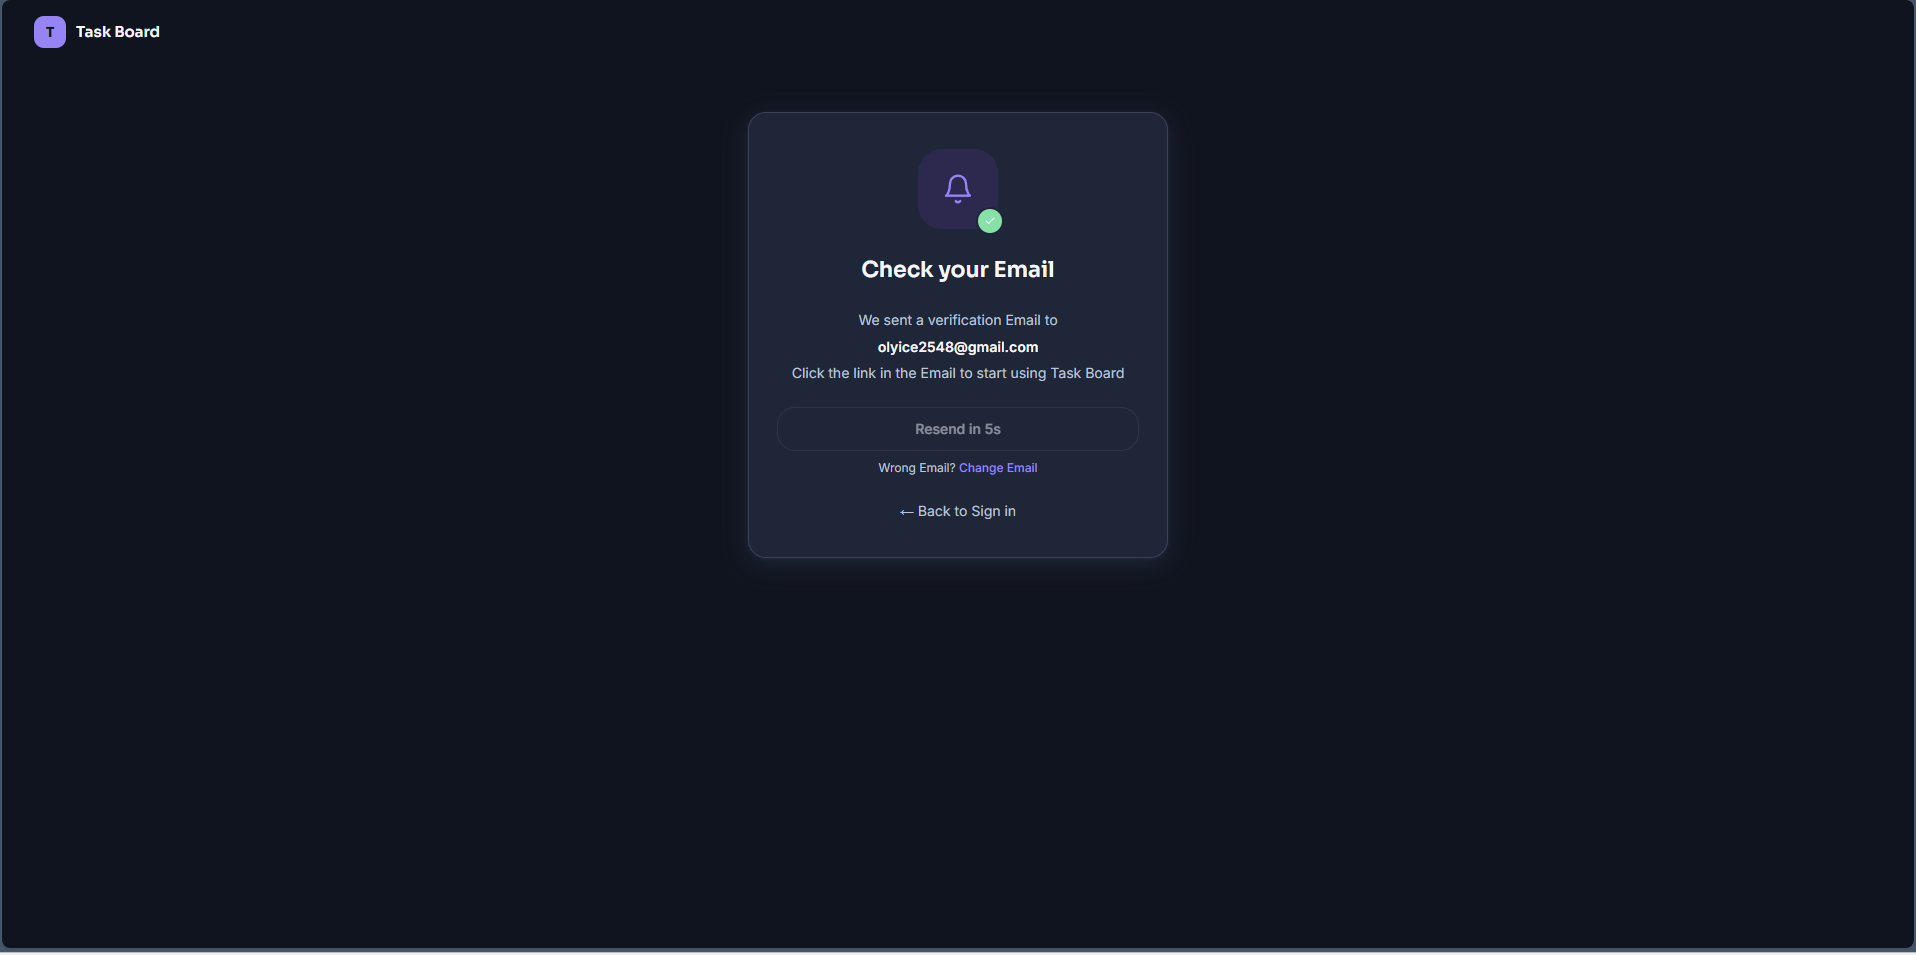 T Task Board
Check your Email
We sent a verification Email to
olyice2548@gmail.com
Click the link in the Email to start using Task Board
Resend in 5s
Wrong Email? Change Email
← Back to Sign in